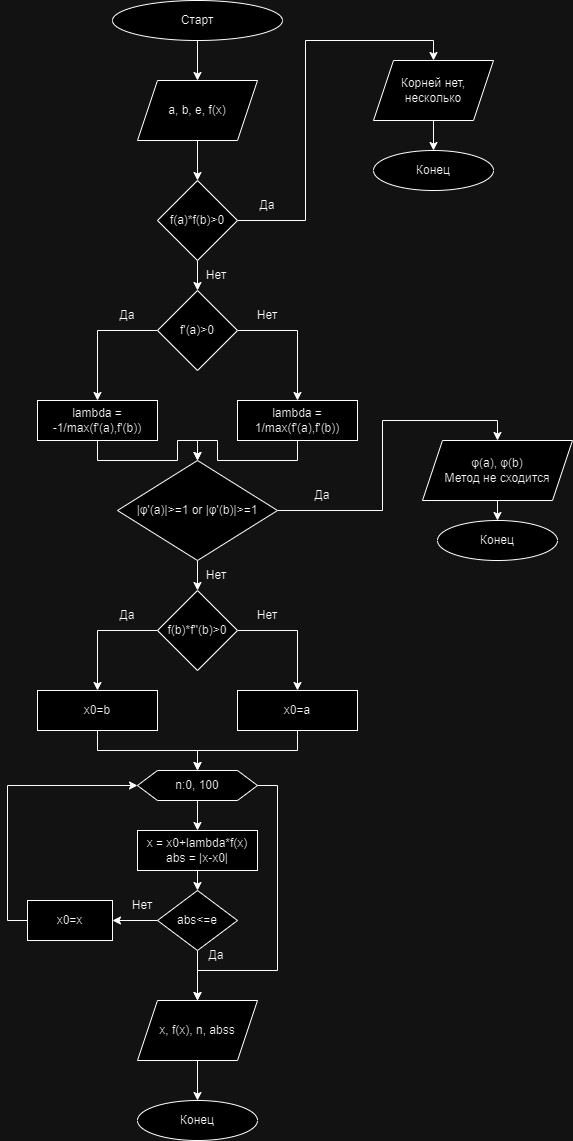 Старт
a, b, e, f(x)
Корней нет,
несколько
Конец
f(a)*f(b)>0
Да
Нет
f'(a)>0
Да
Нет
lambda =
-1/max(f'(a),f'(b))
lambda =
1/max(f'(a),f'(b))
|φ'(a)|>=1 or |φ'(b)|>=1
Да
φ(a), φ(b)
Метод не сходится
Конец
Нет
f(b)*f''(b)>0
Да
Нет
x0=b
x0=a
n:0, 100
x = x0+lambda*f(x)
abs = |x-x0|
abs<=e
Нет
x0=x
Да
x, f(x), n, abss
Конец